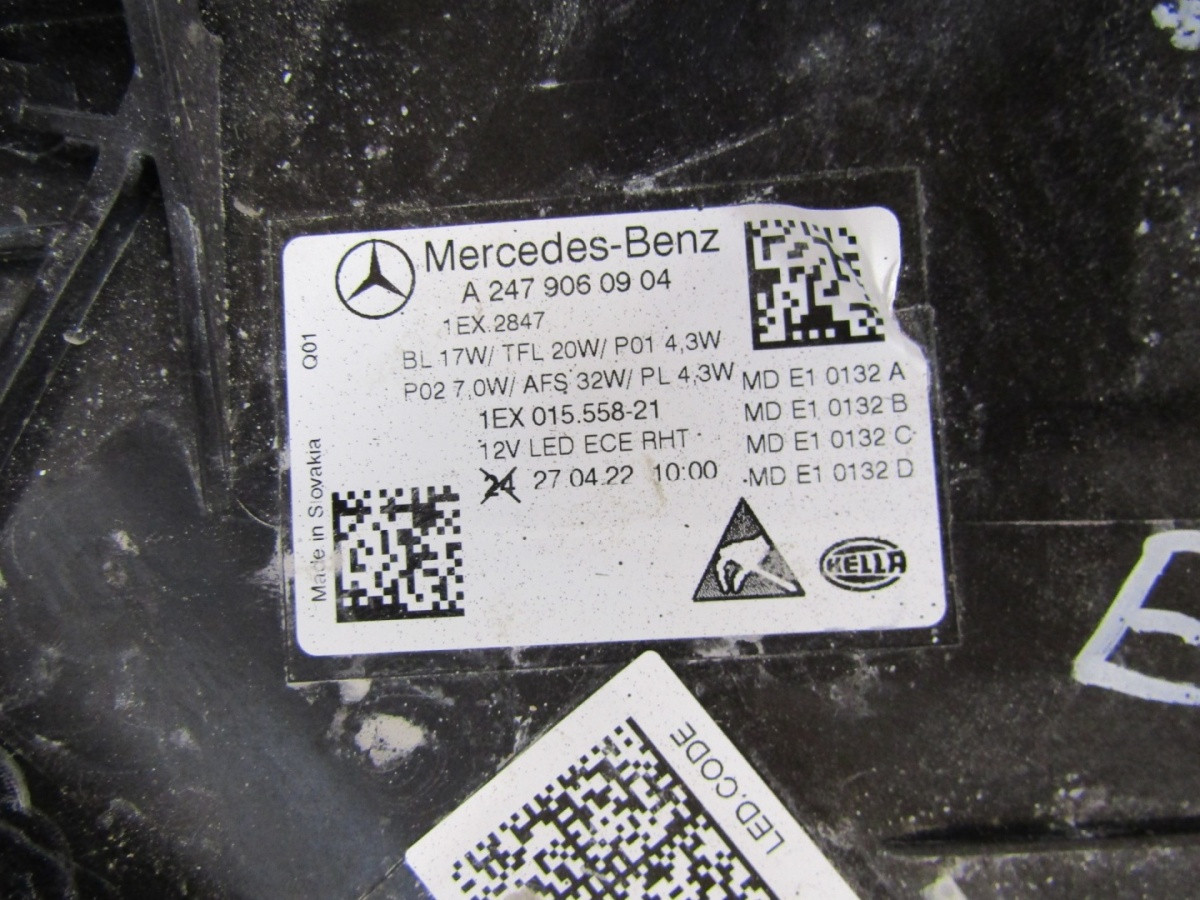 Mercedes-Benz
A 247 906 09 04
1EX.2847
BL 17W/ TFL 20W/ P01 4,3W
P02 7,0W/ AFS 32W/ PL 4,3W
1EX 015.558-21
12V LED ECE RHT
24 27.04.22 10:00
MD E1 0132 A
MD E1 0132 B
MD E1 0132 C
MD E1 0132 D
Q01
Made in Slovakia
HELLA
LED.CODE
E